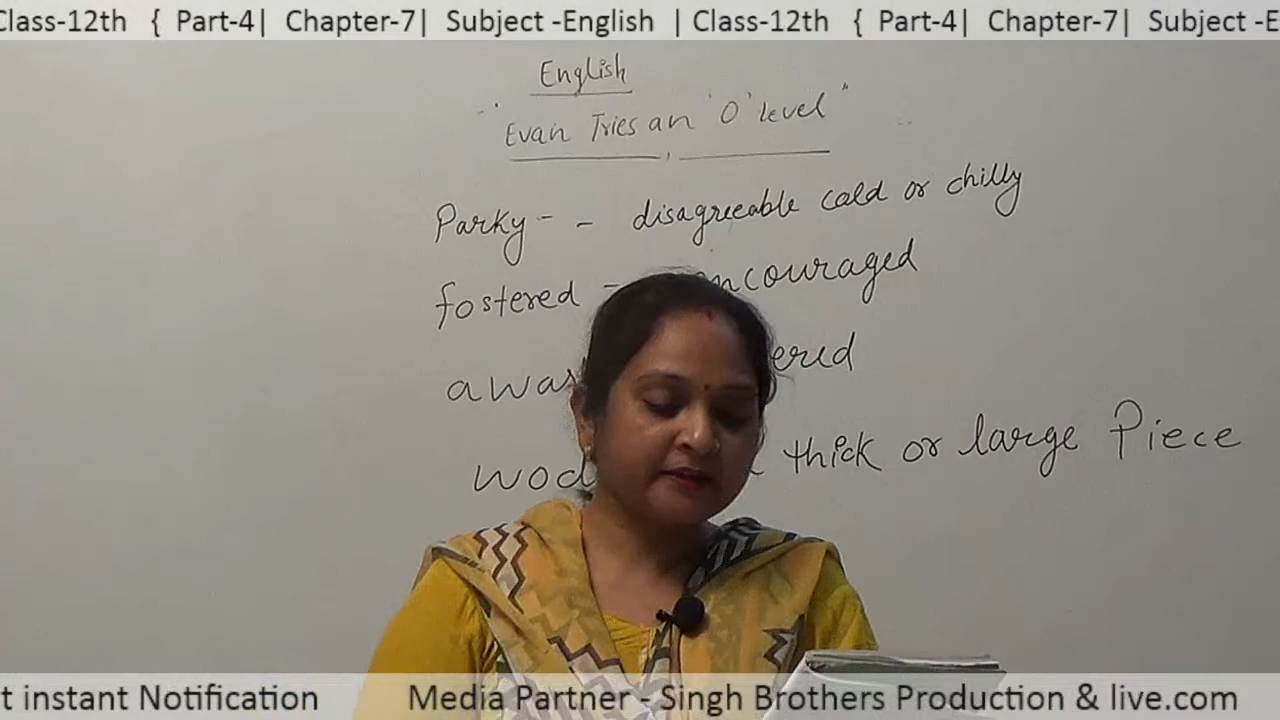 Class-12th { Part-4| Chapter-7| Subject -English | Class-12th { Part-4| Chapter-7| Subject -E
English
"Evan Tries an 'O' level"
Parky - - disagreeable cold or chilly
fostered - encouraged
thick or large Piece
t instant Notification Media Partner - Singh Brothers Production & live.com